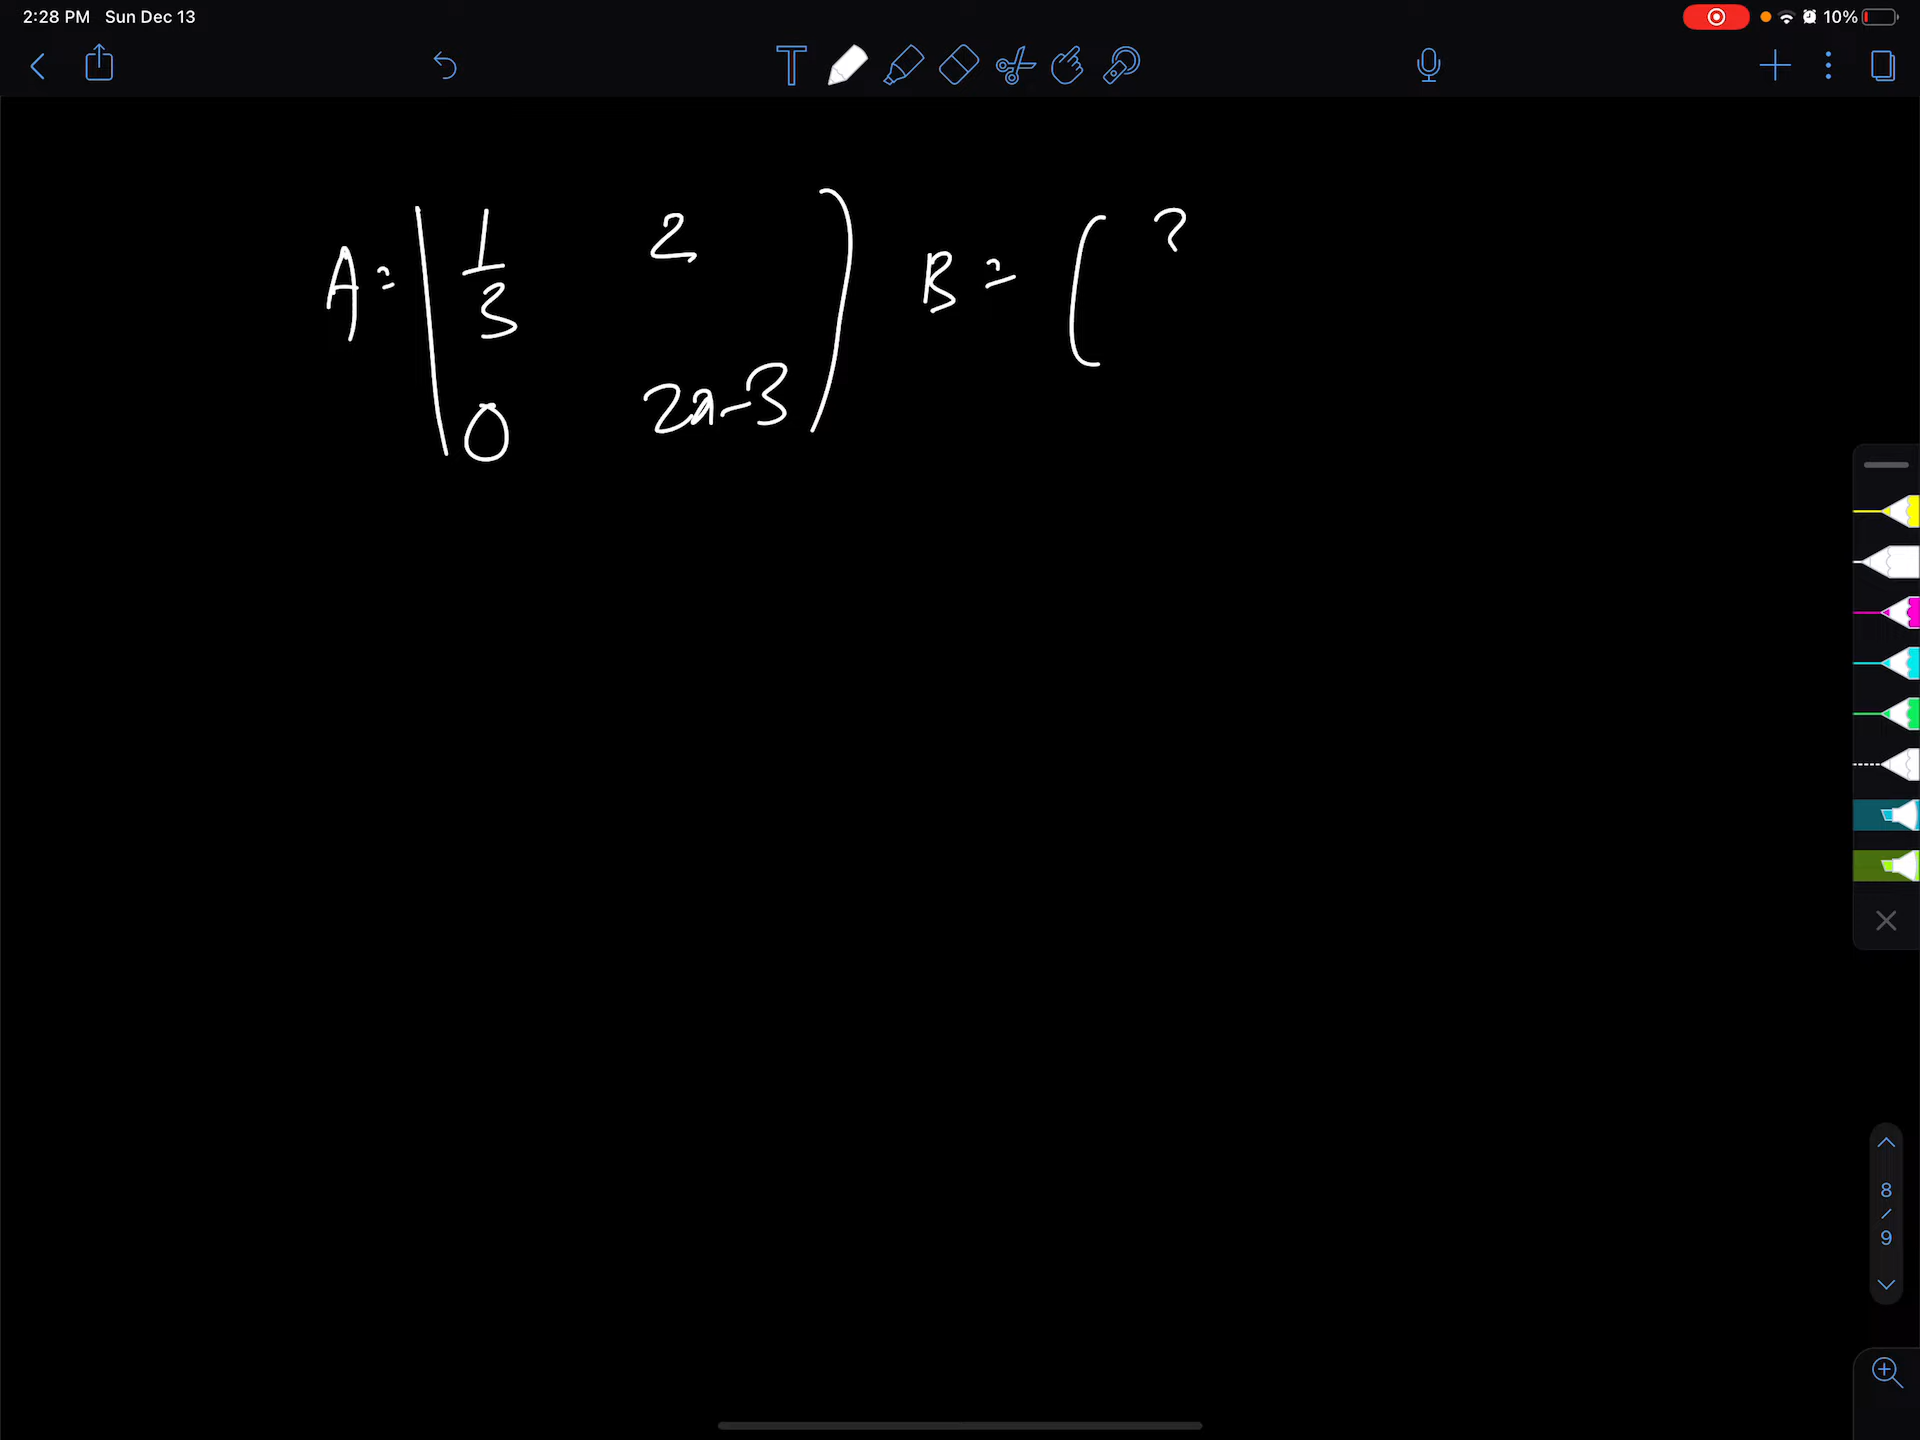 2:28 PM Sun Dec 13
10%
T
A = | 1/3 2 ) B = ( ?
0 2a-3
8
/
9